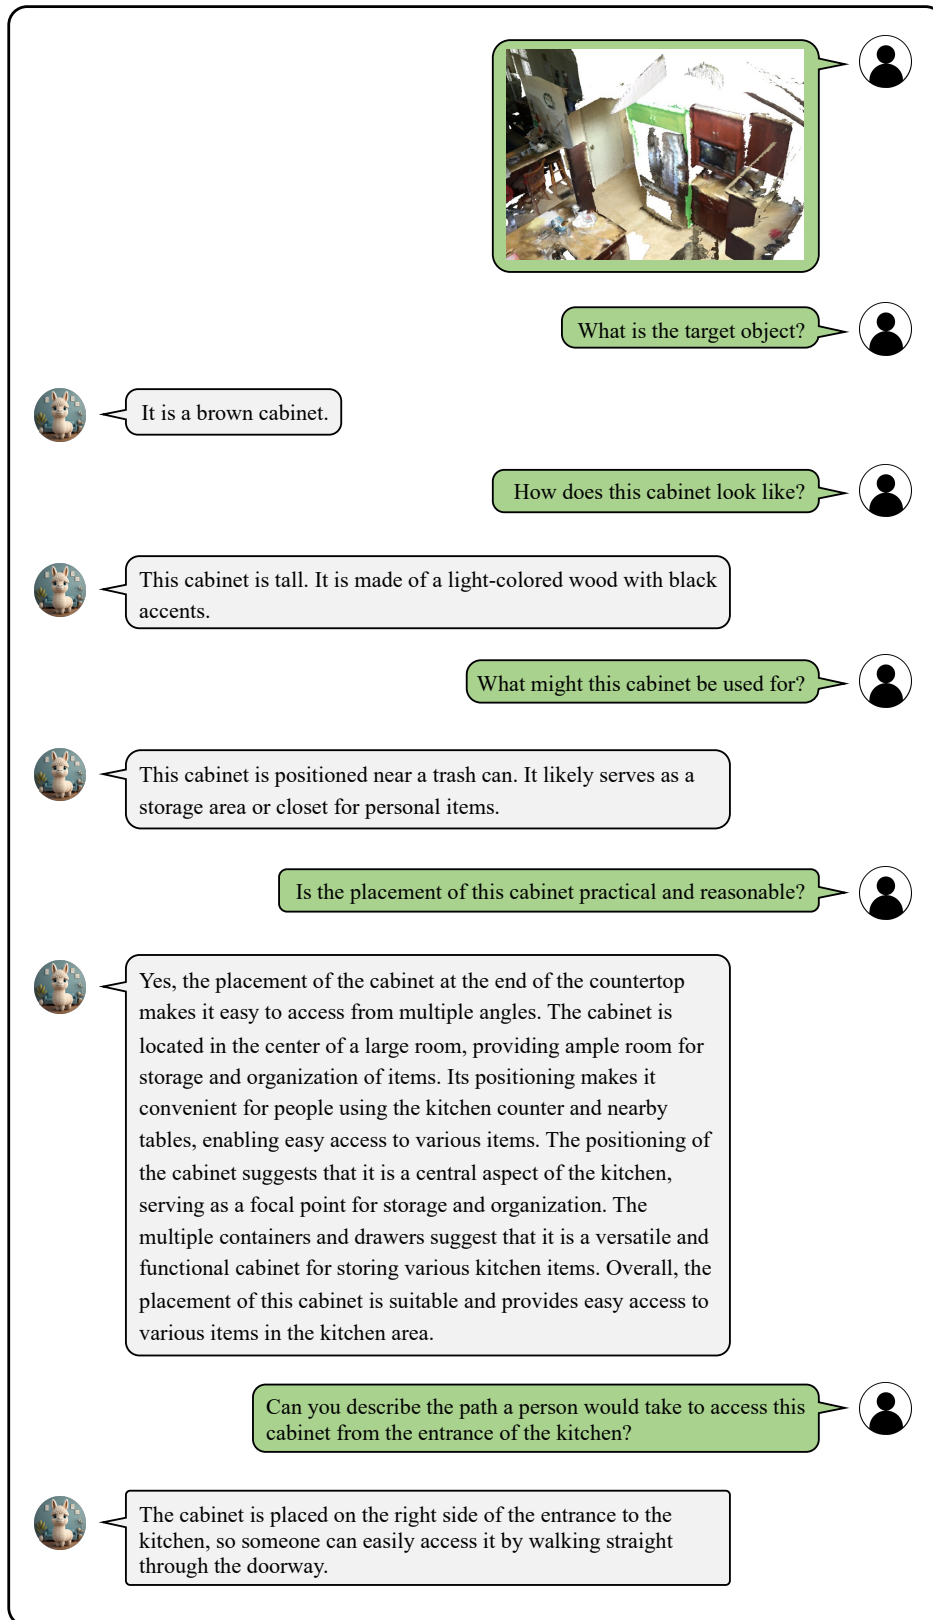 What is the target object?
It is a brown cabinet.
How does this cabinet look like?
This cabinet is tall. It is made of a light-colored wood with black
accents.
What might this cabinet be used for?
This cabinet is positioned near a trash can. It likely serves as a
storage area or closet for personal items.
Is the placement of this cabinet practical and reasonable?
Yes, the placement of the cabinet at the end of the countertop
makes it easy to access from multiple angles. The cabinet is
located in the center of a large room, providing ample room for
storage and organization of items. Its positioning makes it
convenient for people using the kitchen counter and nearby
tables, enabling easy access to various items. The positioning of
the cabinet suggests that it is a central aspect of the kitchen,
serving as a focal point for storage and organization. The
multiple containers and drawers suggest that it is a versatile and
functional cabinet for storing various kitchen items. Overall, the
placement of this cabinet is suitable and provides easy access to
various items in the kitchen area.
Can you describe the path a person would take to access this
cabinet from the entrance of the kitchen?
The cabinet is placed on the right side of the entrance to the
kitchen, so someone can easily access it by walking straight
through the doorway.